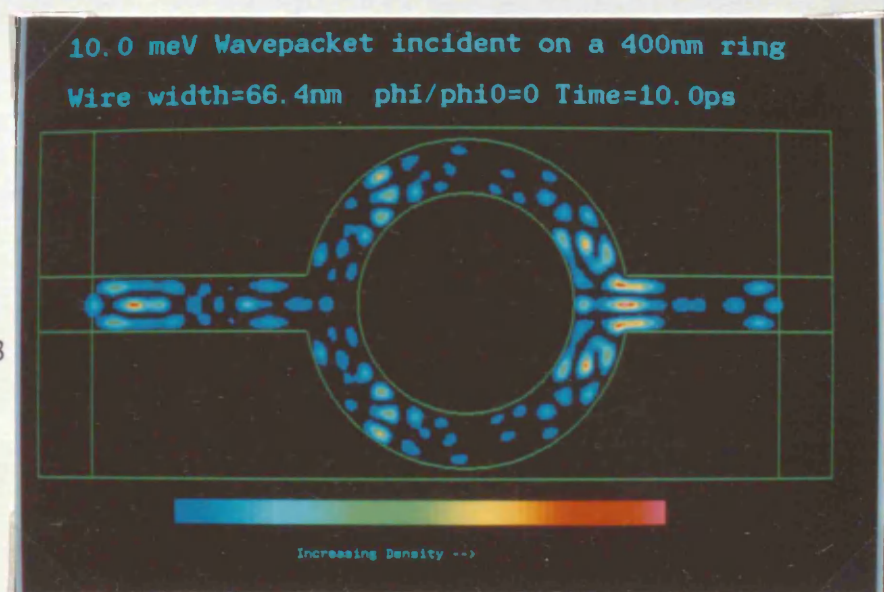 10.0 meV Wavepacket incident on a 400nm ring
Wire width=66.4nm phi/phi0=0 Time=10.0ps
Increasing Density -->